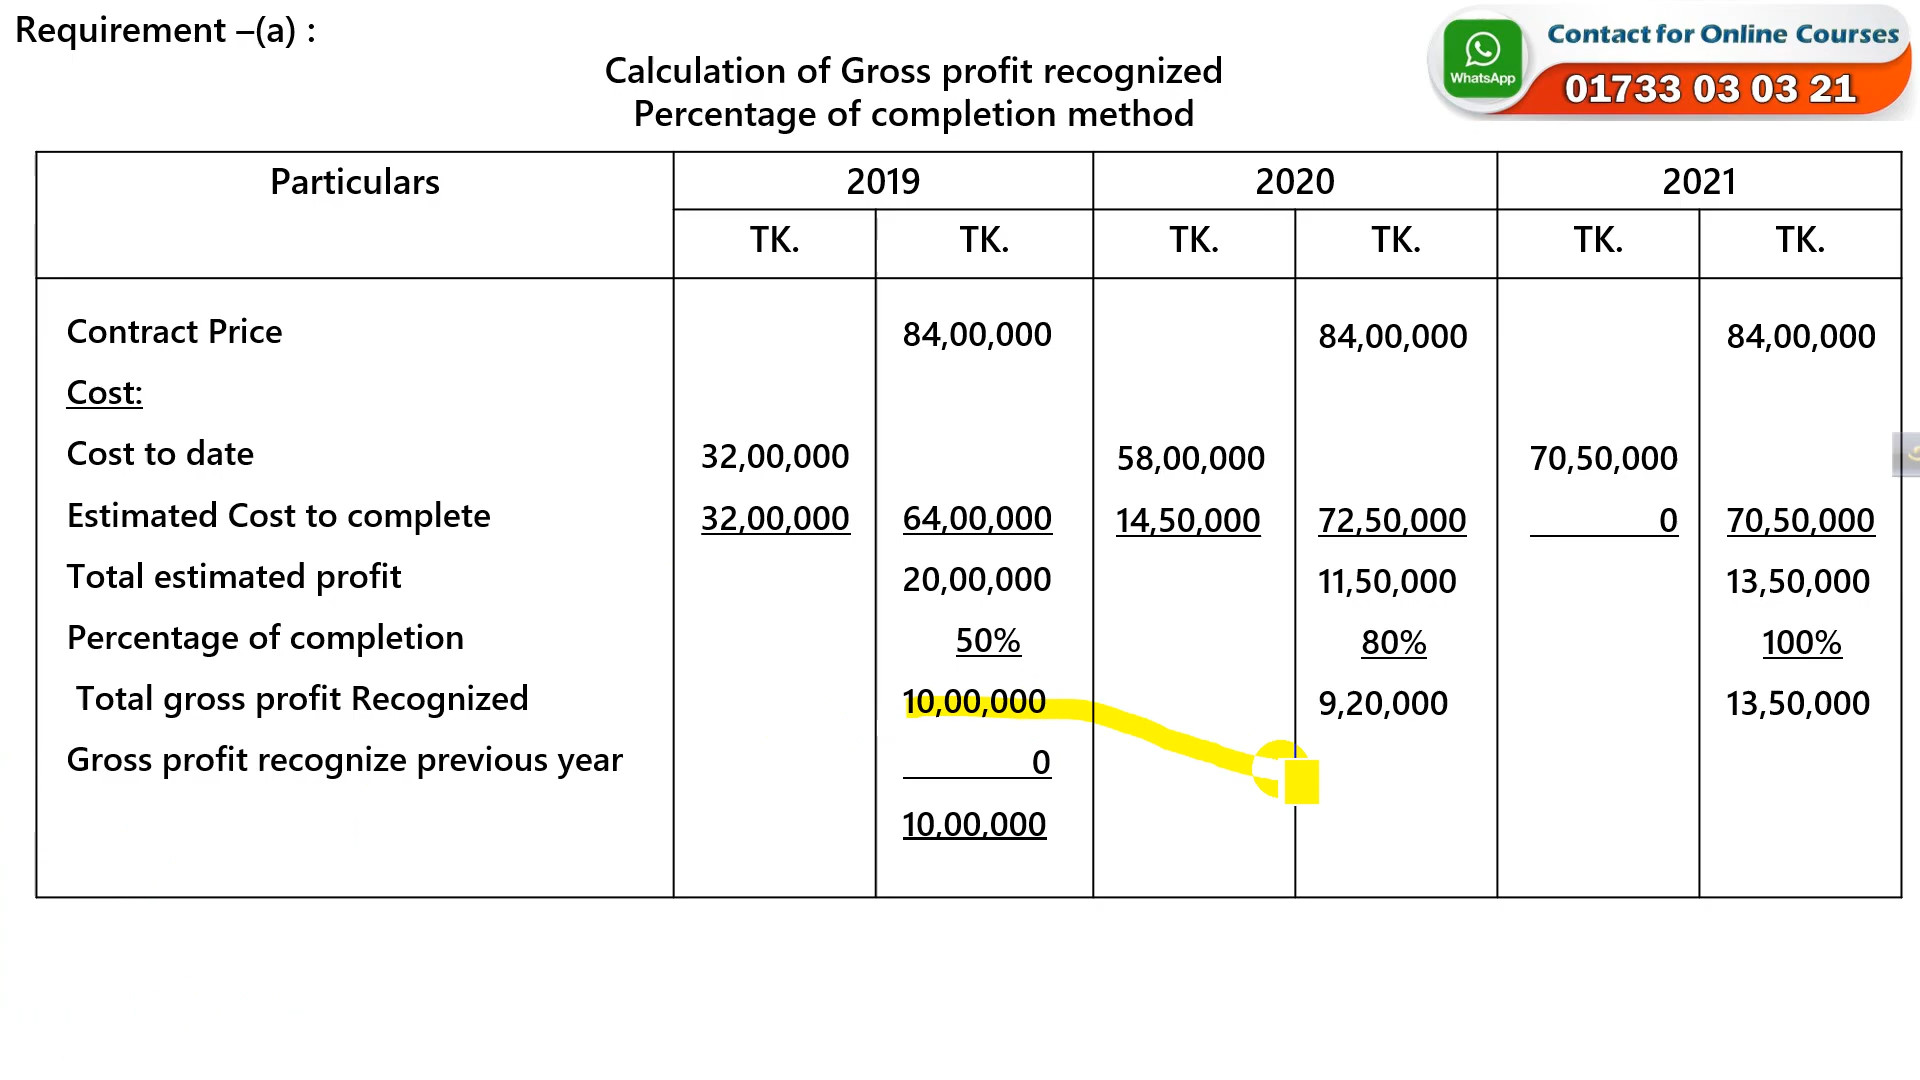 Requirement –(a) :
Contact for Online Courses
WhatsApp
01733 03 03 21
Calculation of Gross profit recognized
Percentage of completion method
Particulars 2019 2020 2021
TK. TK. TK. TK. TK. TK.
Contract Price 84,00,000 84,00,000 84,00,000
Cost:
Cost to date 32,00,000 58,00,000 70,50,000
Estimated Cost to complete 32,00,000 64,00,000 14,50,000 72,50,000 0 70,50,000
Total estimated profit 20,00,000 11,50,000 13,50,000
Percentage of completion 50% 80% 100%
Total gross profit Recognized 10,00,000 9,20,000 13,50,000
Gross profit recognize previous year 0
10,00,000